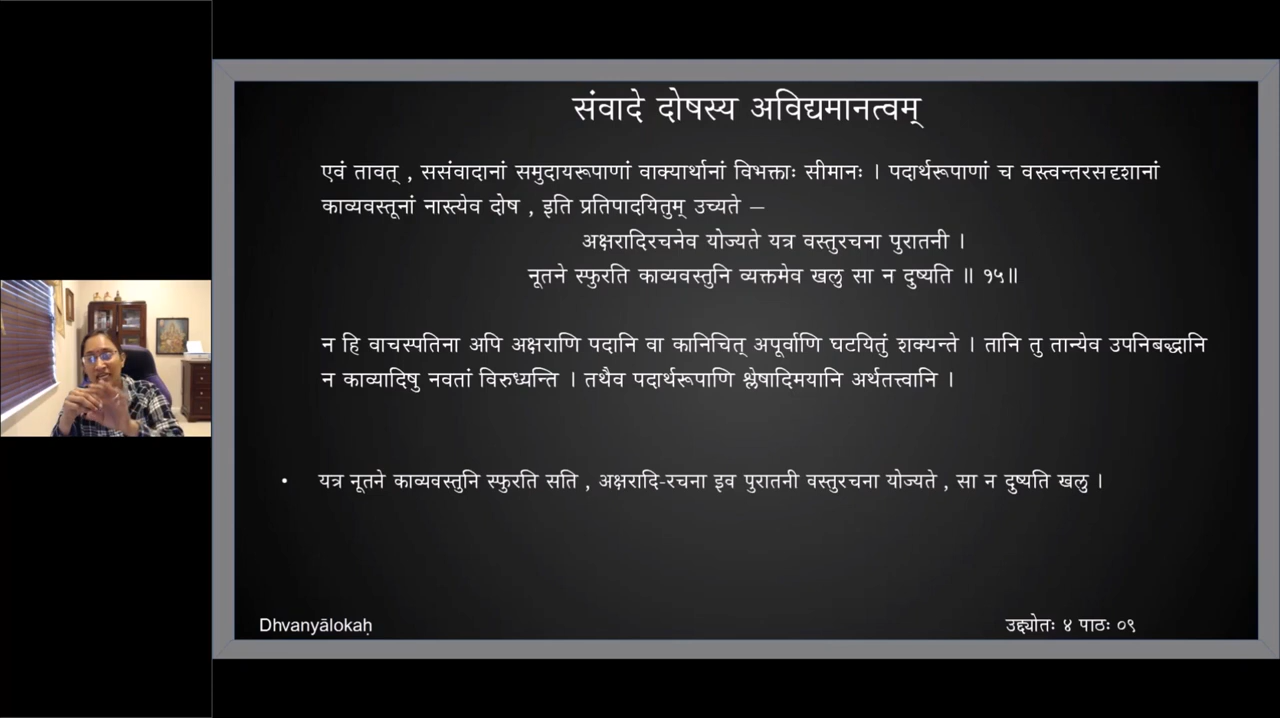 संवादे दोषस्य अविद्यमानत्वम्
एवं तावत् , ससंवादानां समुदायरूपाणां वाक्यार्थानां विभक्ताः सीमानः । पदार्थरूपाणां च वस्त्वन्तरसदृशानां
काव्यवस्तूनां नास्त्येव दोष , इति प्रतिपादयितुम् उच्यते –
अक्षरादिरचनेव योज्यते यत्र वस्तुरचना पुरातनी ।
नूतने स्फुरति काव्यवस्तुनि व्यक्तमेव खलु सा न दुष्यति ॥ १५॥
न हि वाचस्पतिना अपि अक्षराणि पदानि वा कानिचित् अपूर्वाणि घटयितुं शक्यन्ते । तानि तु तान्येव उपनिबद्धानि
न काव्यादिषु नवतां विरुध्यन्ति । तथैव पदार्थरूपाणि श्लेषादिमयानि अर्थतत्त्वानि ।
• यत्र नूतने काव्यवस्तुनि स्फुरति सति , अक्षरादि-रचना इव पुरातनी वस्तुरचना योज्यते , सा न दुष्यति खलु ।
Dhvanyālokaḥ
उद्द्योतः ४ पाठः ०९